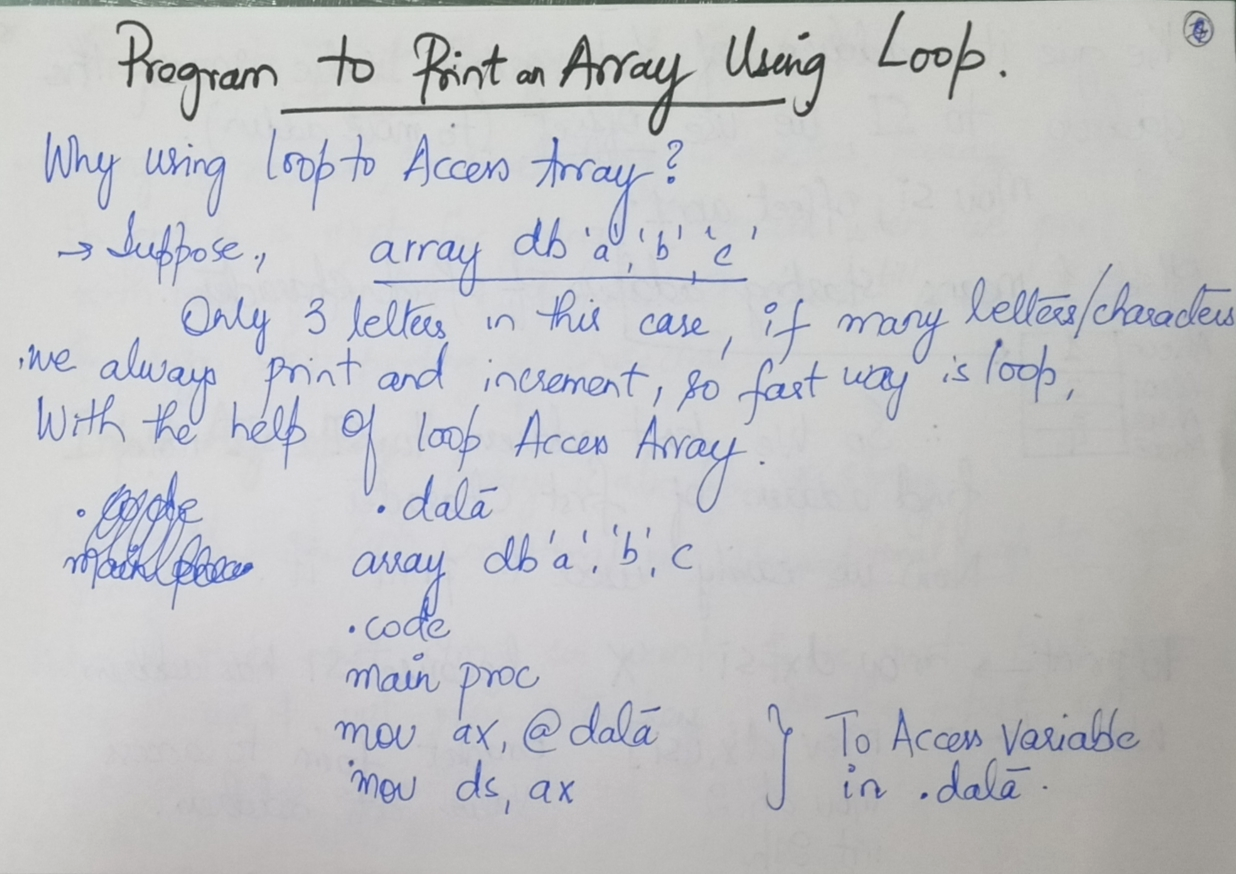 Program to Print an Array Using Loop.
Why using loop to Access Array?
→ Suppose, array db 'a', 'b', 'c'
Only 3 letters in this case, if many letters/characters
we always print and increment, so fast way is loop,
With the help of loop Access Array.
.code .data
main proc array db 'a', 'b', c
.code
main proc
mov ax, @data } To Access Variable
mov ds, ax in .data.